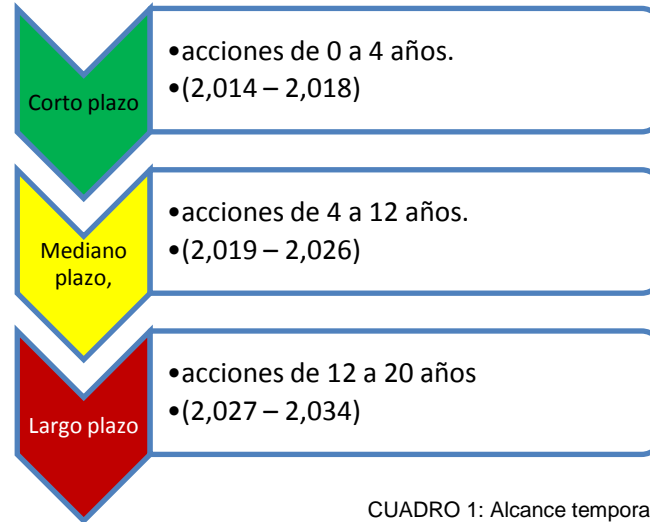 Corto plazo
•acciones de 0 a 4 años.
•(2,014 – 2,018)
Mediano
plazo,
•acciones de 4 a 12 años.
•(2,019 – 2,026)
Largo plazo
•acciones de 12 a 20 años
•(2,027 – 2,034)
CUADRO 1: Alcance tempora